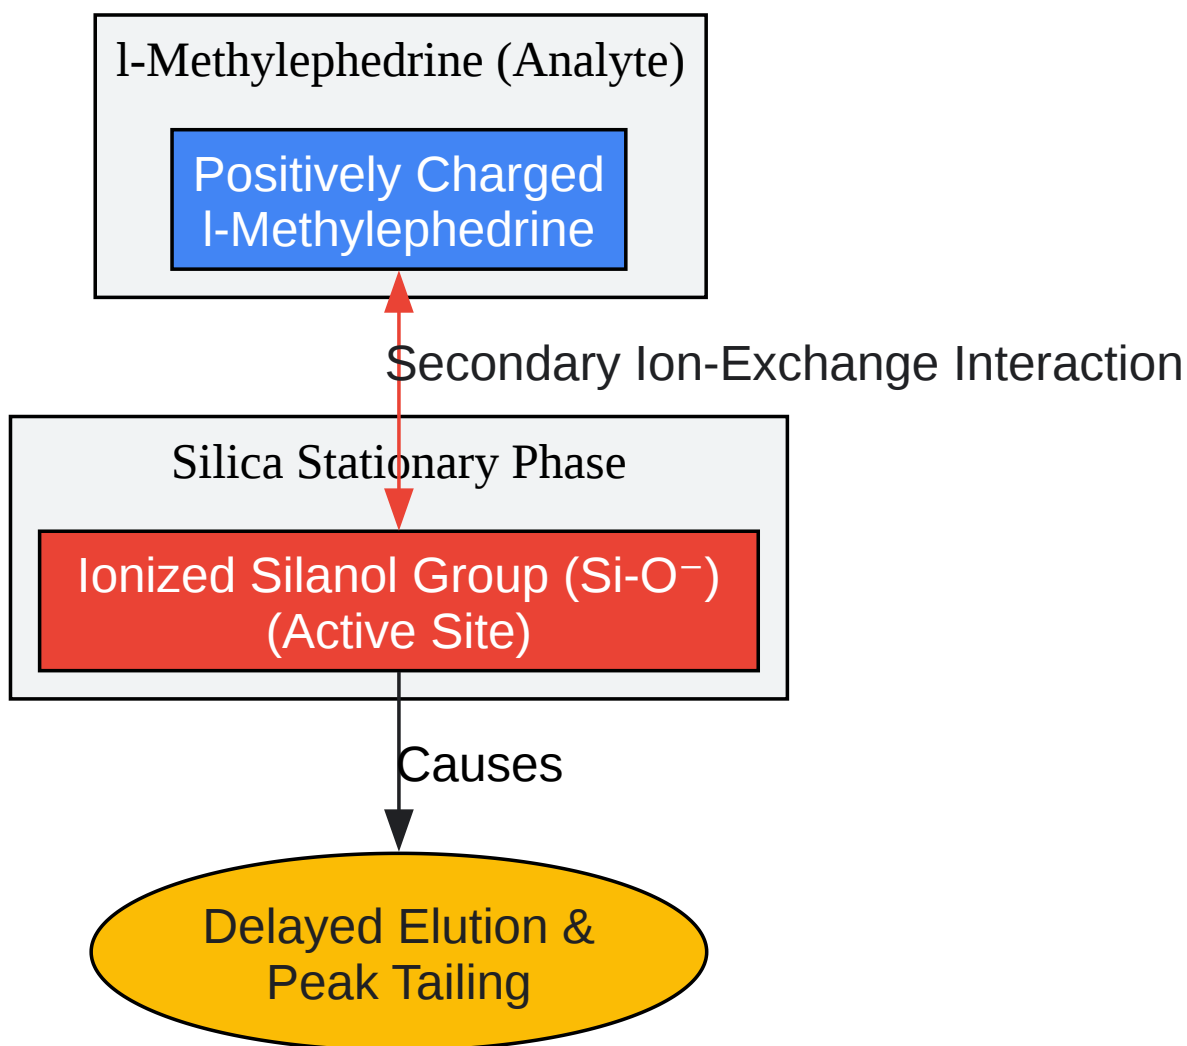 l-Methylephedrine (Analyte)
Positively Charged
l-Methylephedrine
Secondary Ion-Exchange Interaction
Silica Stationary Phase
Ionized Silanol Group (Si-O⁻)
(Active Site)
Causes
Delayed Elution &
Peak Tailing